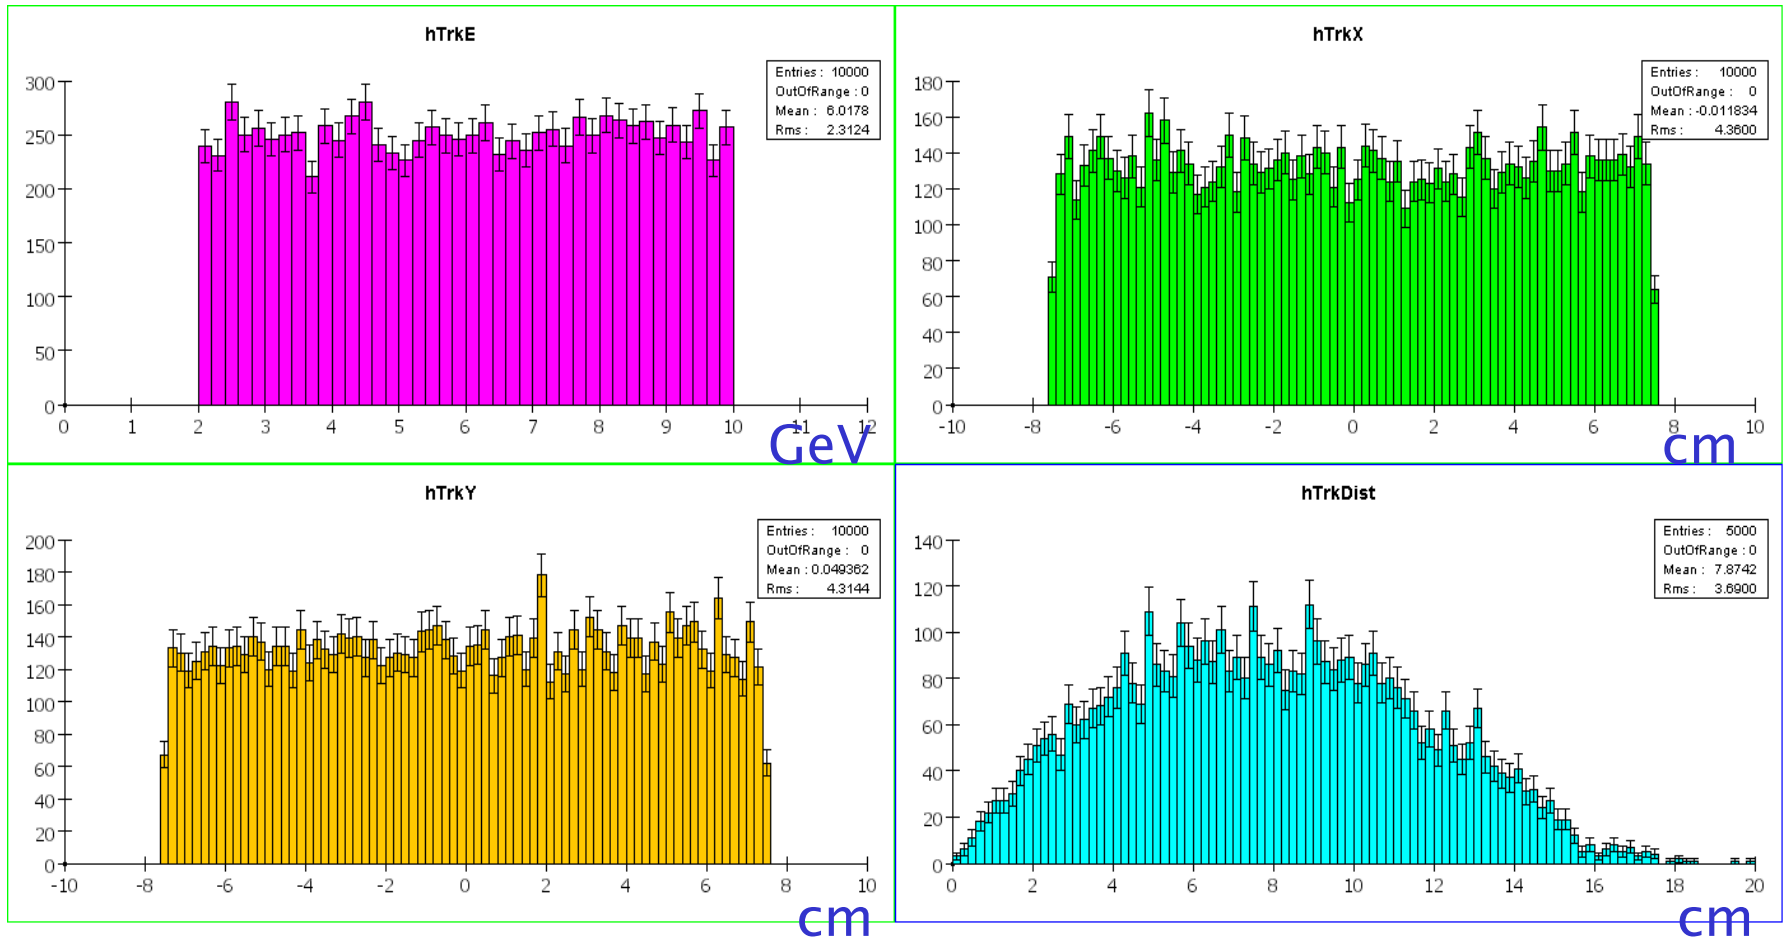 hTrkE
Entries : 10000
OutOfRange : 0
Mean : 6.0178
Rms : 2.3124
300
250
200
150
100
50
0
0 1 2 3 4 5 6 7 8 9 10 11 12
GeV
hTrkX
Entries : 10000
OutOfRange : 0
Mean : -0.011834
Rms : 4.3600
180
160
140
120
100
80
60
40
20
0
-10 -8 -6 -4 -2 0 2 4 6 8 10
cm
hTrkY
Entries : 10000
OutOfRange : 0
Mean : 0.049362
Rms : 4.3144
200
180
160
140
120
100
80
60
40
20
0
-10 -8 -6 -4 -2 0 2 4 6 8 10
cm
hTrkDist
Entries : 5000
OutOfRange : 0
Mean : 7.8742
Rms : 3.6900
140
120
100
80
60
40
20
0
0 2 4 6 8 10 12 14 16 18 20
cm